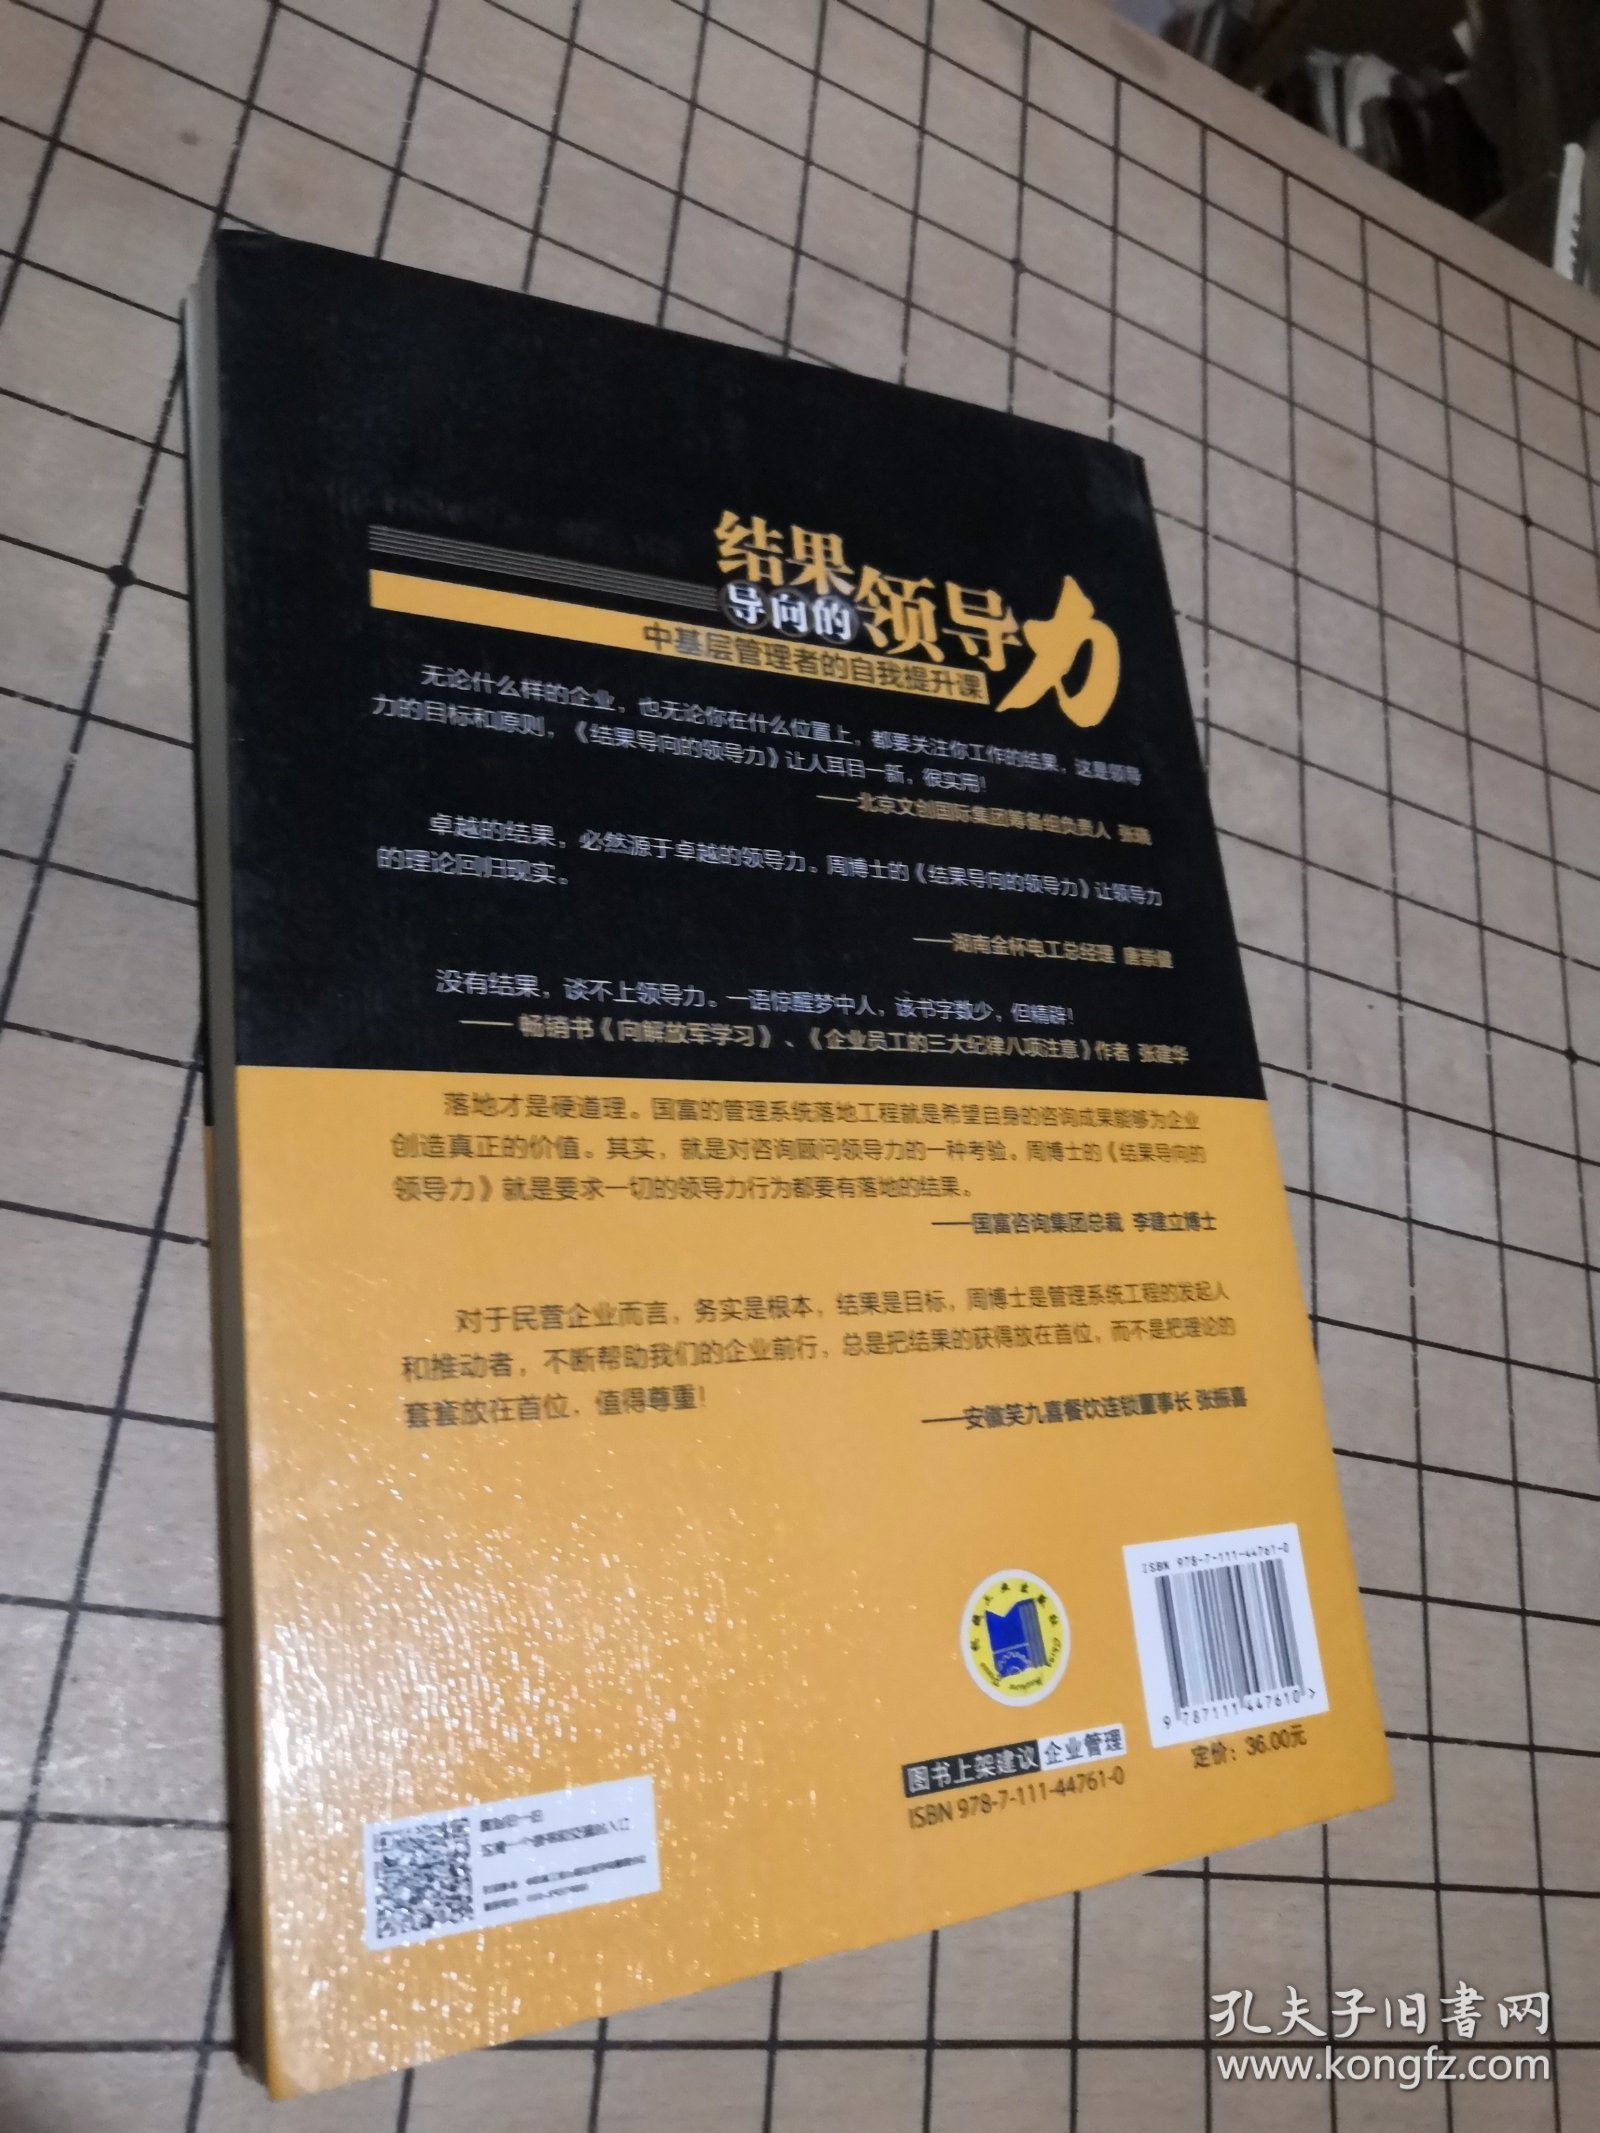 结果
导向的
领导力
中基层管理者的自我提升课
无论什么样的企业，也无论你在什么位置上，都要关注你工作的结果，这是领导
力的目标和原则，《结果导向的领导力》让人耳目一新，很实用！
——北京文创国际集团筹备组负责人 张
卓越的结果，必然源于卓越的领导力。周博士的《结果导向的领导力》让领导力
的理论回归现实。
——湖南金杯电工总经理 唐崇健
没有结果，谈不上领导力。一语惊醒梦中人，该书字数少，但精辟！
——畅销书《向解放军学习》、《企业员工的三大纪律八项注意》作者 张建华
落地才是硬道理。国富的管理系统落地工程就是希望自身的咨询成果能够为企业
创造真正的价值。其实，就是对咨询顾问领导力的一种考验。周博士的《结果导向的
领导力》就是要求一切的领导力行为都要有落地的结果。
——国富咨询集团总裁 李建立博士
对于民营企业而言，务实是根本，结果是目标，周博士是管理系统工程的发起人
和推动者，不断帮助我们的企业前行，总是把结果的获得放在首位，而不是把理论的
套套放在首位，值得尊重！
——安徽笑九喜餐饮连锁董事长 张振喜
ISBN 978-7-111-44761-0
9 787111 447610 >
定价：36.00元
机械工业出版社
China Machine Press
图书上架建议 企业管理
ISBN 978-7-111-44761-0
孔夫子旧書网
www.kongfz.com